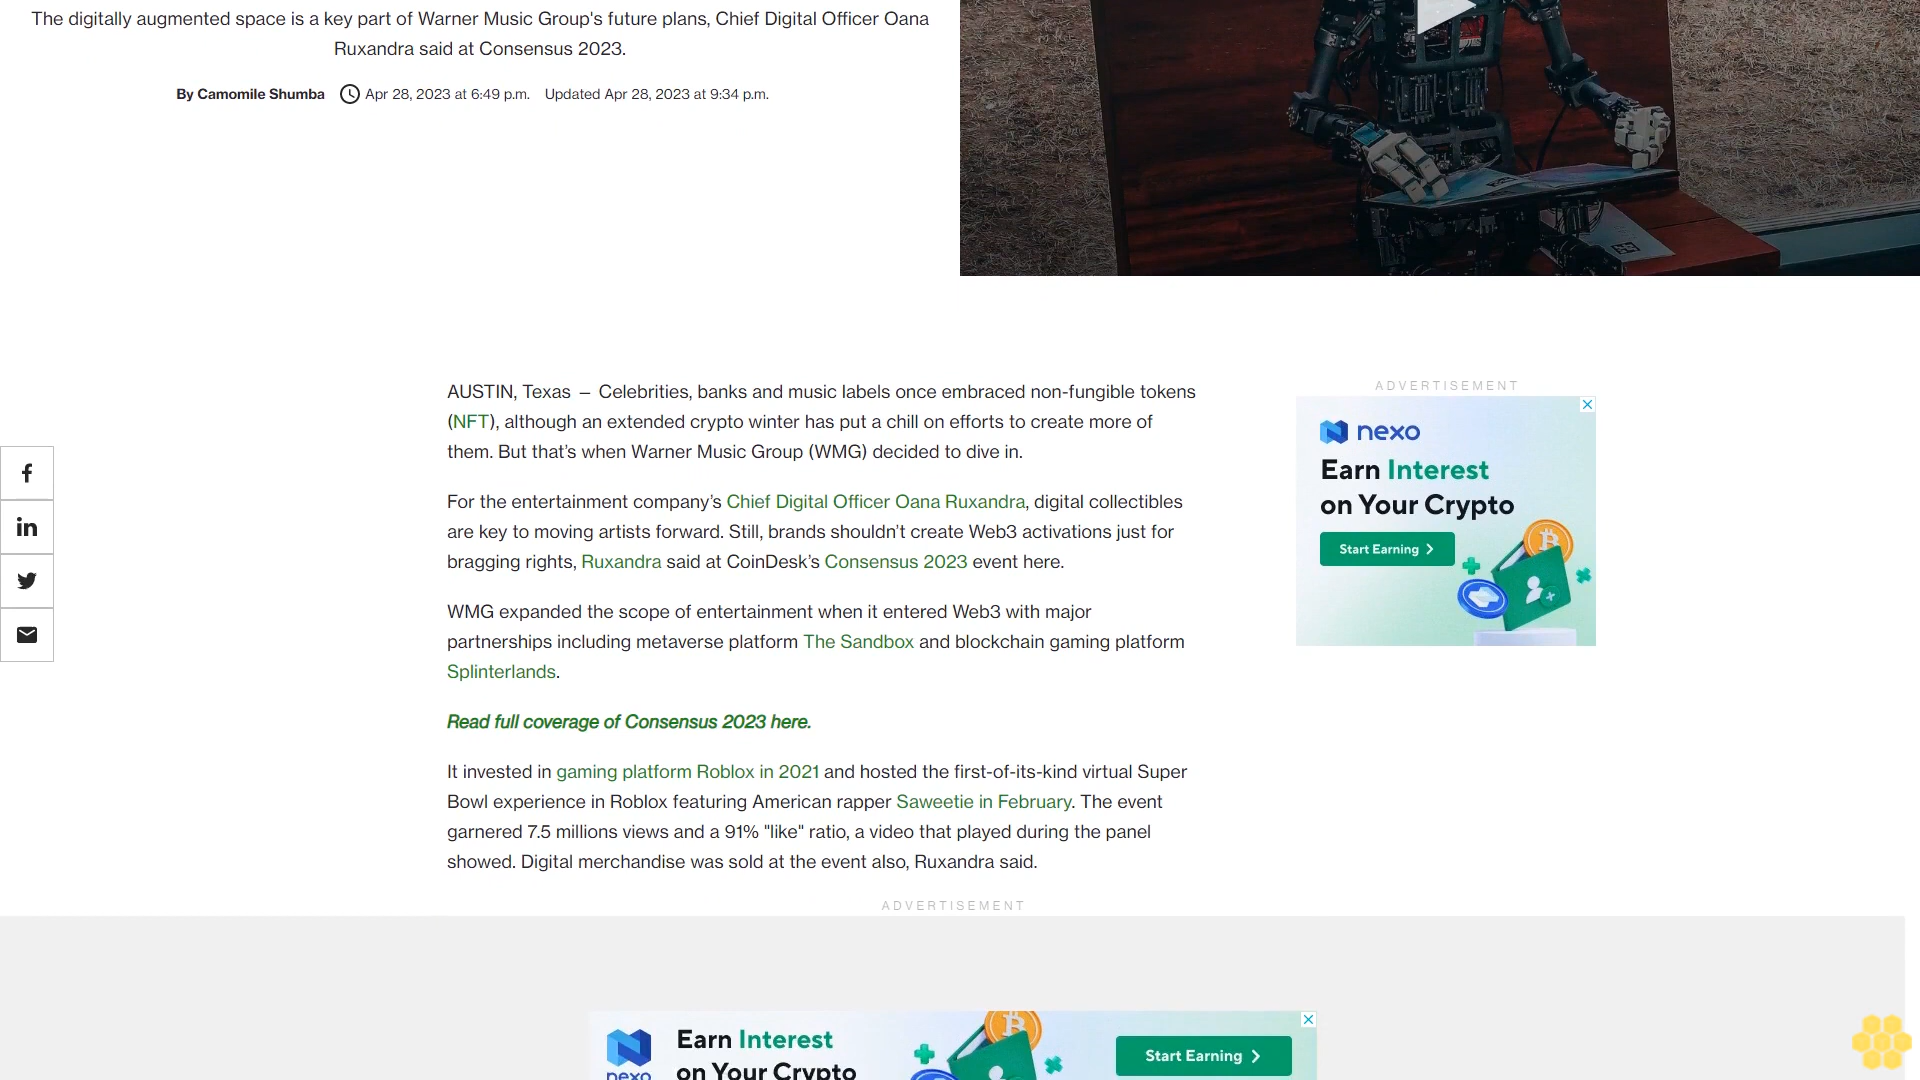 The digitally augmented space is a key part of Warner Music Group's future plans, Chief Digital Officer Oana
Ruxandra said at Consensus 2023.
By Camomile Shumba Apr 28, 2023 at 6:49 p.m. Updated Apr 28, 2023 at 9:34 p.m.
AUSTIN, Texas — Celebrities, banks and music labels once embraced non-fungible tokens
(NFT), although an extended crypto winter has put a chill on efforts to create more of
them. But that's when Warner Music Group (WMG) decided to dive in.
For the entertainment company's Chief Digital Officer Oana Ruxandra, digital collectibles
are key to moving artists forward. Still, brands shouldn't create Web3 activations just for
bragging rights, Ruxandra said at CoinDesk's Consensus 2023 event here.
WMG expanded the scope of entertainment when it entered Web3 with major
partnerships including metaverse platform The Sandbox and blockchain gaming platform
Splinterlands.
Read full coverage of Consensus 2023 here.
It invested in gaming platform Roblox in 2021 and hosted the first-of-its-kind virtual Super
Bowl experience in Roblox featuring American rapper Saweetie in February. The event
garnered 7.5 millions views and a 91% "like" ratio, a video that played during the panel
showed. Digital merchandise was sold at the event also, Ruxandra said.
ADVERTISEMENT
nexo
Earn Interest
on Your Crypto
Start Earning
ADVERTISEMENT
nexo
Earn Interest
on Your Crypto
Start Earning